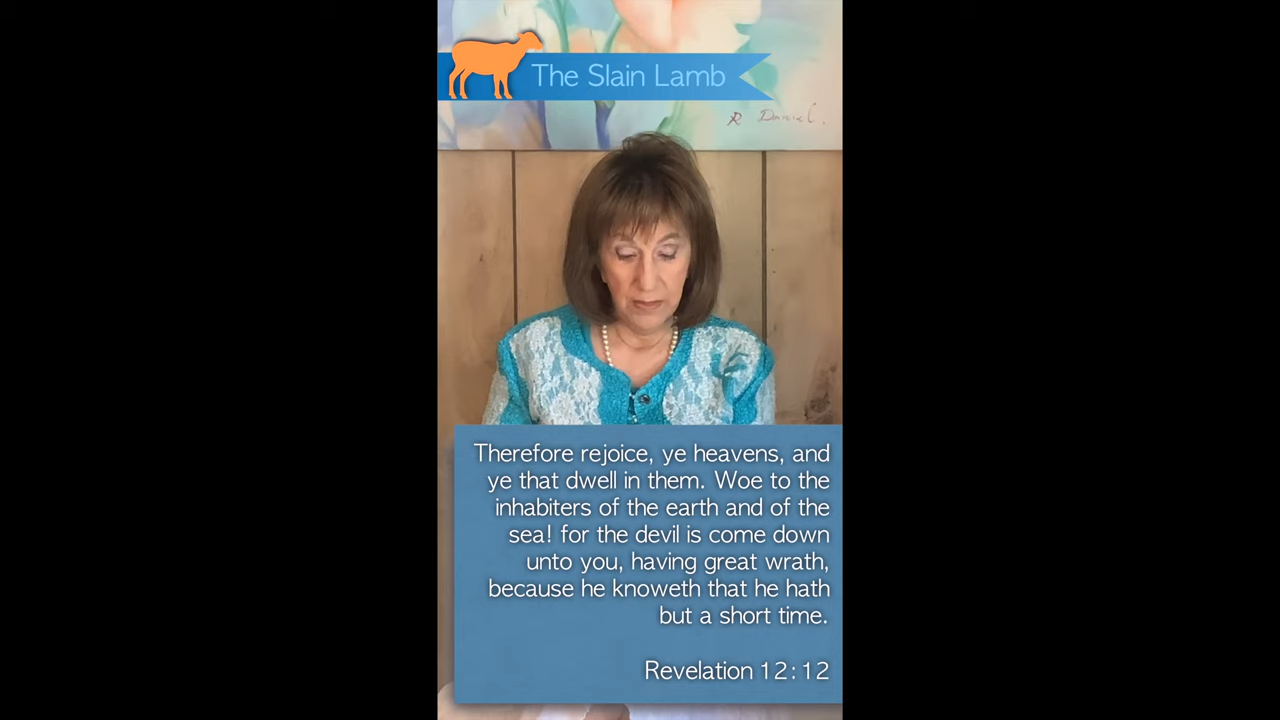 The Slain Lamb
R Daniel.
Therefore rejoice, ye heavens, and
ye that dwell in them. Woe to the
inhabiters of the earth and of the
sea! for the devil is come down
unto you, having great wrath,
because he knoweth that he hath
but a short time.
Revelation 12:12